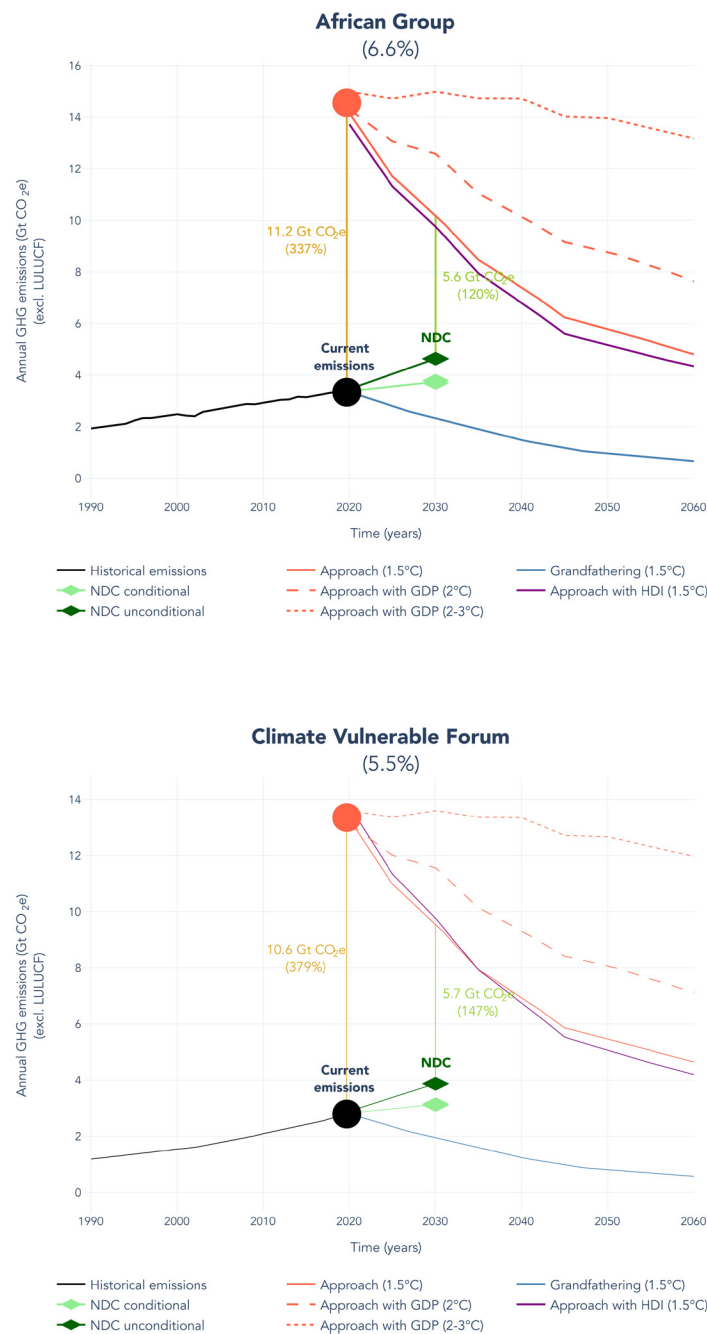 African Group
(6.6%)
Annual GHG emissions (Gt CO2e)
(excl. LULUCF)
16
14
12
10
8
6
4
2
0
11.2 Gt CO2e
(337%)
5.6 Gt CO2e
(120%)
NDC
Current
emissions
1990 2000 2010 2020 2030 2040 2050 2060
Time (years)
Historical emissions Approach (1.5°C) Grandfathering (1.5°C)
NDC conditional Approach with GDP (2°C) Approach with HDI (1.5°C)
NDC unconditional Approach with GDP (2-3°C)
Climate Vulnerable Forum
(5.5%)
Annual GHG emissions (Gt CO2e)
(excl. LULUCF)
14
12
10
8
6
4
2
0
10.6 Gt CO2e
(379%)
5.7 Gt CO2e
(147%)
NDC
Current
emissions
1990 2000 2010 2020 2030 2040 2050 2060
Time (years)
Historical emissions Approach (1.5°C) Grandfathering (1.5°C)
NDC conditional Approach with GDP (2°C) Approach with HDI (1.5°C)
NDC unconditional Approach with GDP (2-3°C)